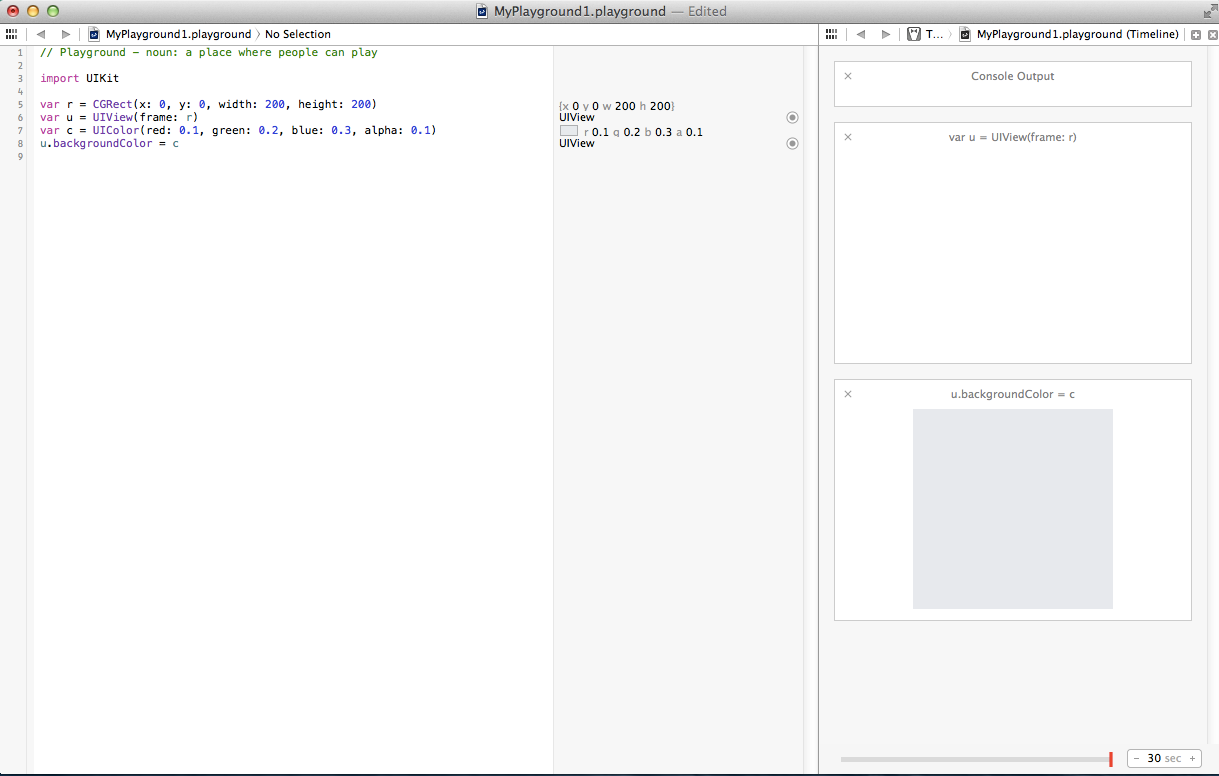 MyPlayground1.playground — Edited
MyPlayground1.playground 〉 No Selection
1 // Playground - noun: a place where people can play
2
3 import UIKit
4
5 var r = CGRect(x: 0, y: 0, width: 200, height: 200)
6 var u = UIView(frame: r)
7 var c = UIColor(red: 0.1, green: 0.2, blue: 0.3, alpha: 0.1)
8 u.backgroundColor = c
9
{x 0 y 0 w 200 h 200}
UIView
r 0.1 g 0.2 b 0.3 a 0.1
UIView
T... 〉 MyPlayground1.playground (Timeline)
Console Output
var u = UIView(frame: r)
u.backgroundColor = c
− 30 sec +